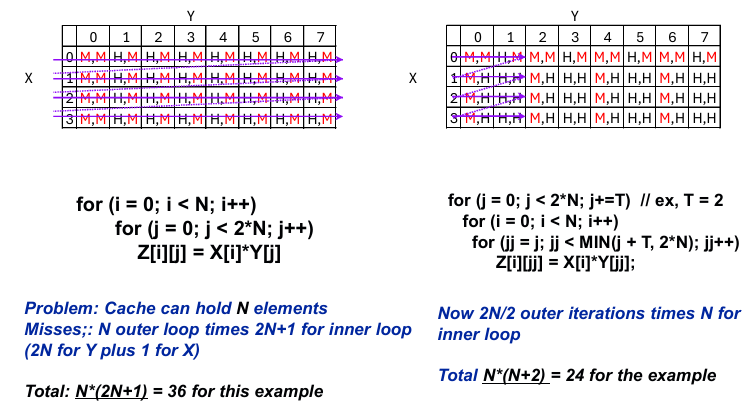 Y
0 1 2 3 4 5 6 7
0 M,M H,M H,M H,M H,M H,M H,M H,M
X
1 M,M H,M H,M H,M H,M H,M H,M H,M
2 M,M H,M H,M H,M H,M H,M H,M H,M
3 M,M H,M H,M H,M H,M H,M H,M H,M
for (i = 0; i < N; i++)
for (j = 0; j < 2*N; j++)
Z[i][j] = X[i]*Y[j]
Problem: Cache can hold N elements
Misses;: N outer loop times 2N+1 for inner loop
(2N for Y plus 1 for X)
Total: N*(2N+1) = 36 for this example
Y
0 1 2 3 4 5 6 7
0 M,M H,M M,M H,M M,M H,M M,M H,M
X
1 M,H H,H M,H H,H M,H H,H M,H H,H
2 M,H H,H M,H H,H M,H H,H M,H H,H
3 M,H H,H M,H H,H M,H H,H M,H H,H
for (j = 0; j < 2*N; j+=T) // ex, T = 2
for (i = 0; i < N; i++)
for (jj = j; jj < MIN(j + T, 2*N); jj++)
Z[i][jj] = X[i]*Y[jj];
Now 2N/2 outer iterations times N for
inner loop
Total N*(N+2) = 24 for the example